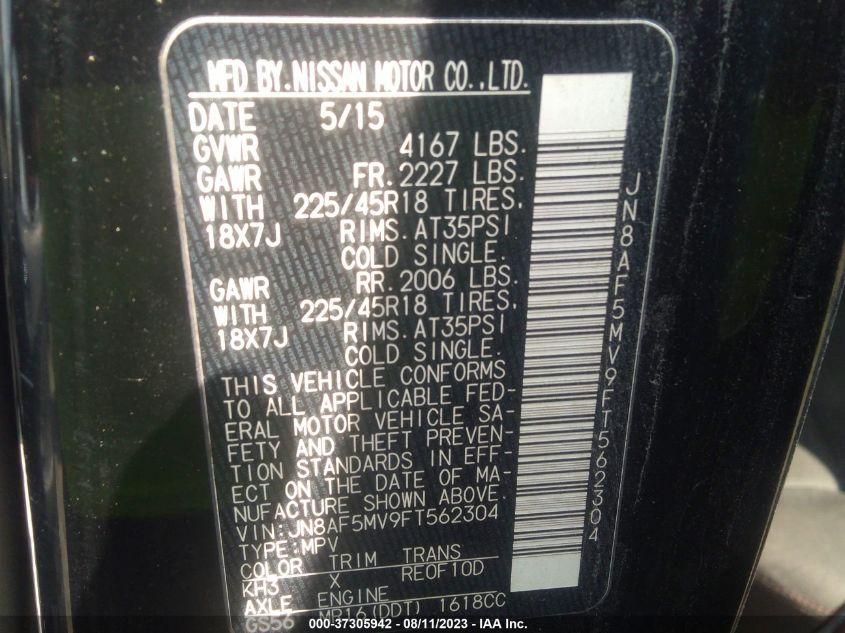 MFD BY.NISSAN MOTOR CO.,LTD.
DATE 5/15
GVWR 4167 LBS.
GAWR FR. 2227 LBS.
WITH 225/45R18 TIRES,
18X7J RIMS. AT35PSI
COLD SINGLE.
GAWR RR. 2006 LBS.
WITH 225/45R18 TIRES,
18X7J RIMS. AT35PSI
COLD SINGLE.
THIS VEHICLE CONFORMS
TO ALL APPLICABLE FED-
ERAL MOTOR VEHICLE SA-
FETY AND THEFT PREVEN-
TION STANDARDS IN EFF-
ECT ON THE DATE OF MA-
NUFACTURE SHOWN ABOVE.
VIN:JN8AF5MV9FT562304
TYPE:MPV
COLOR TRIM TRANS
KH3 X RE0F10D
AXLE ENGINE
GS56 MR16(DDT) 1618CC
JN8AF5MV9FT562304
000-37305942 - 08/11/2023 - IAA Inc.